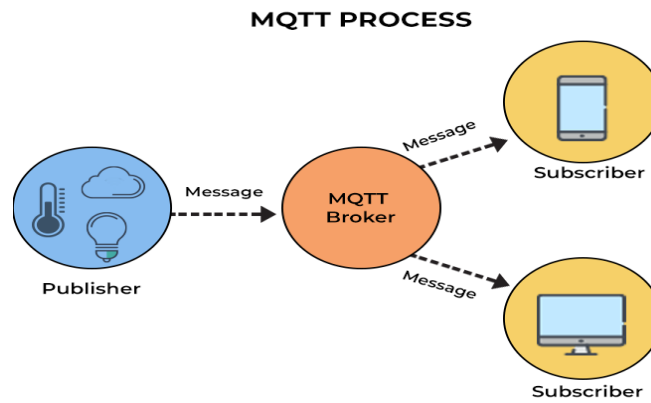 MQTT PROCESS
Message
Subscriber
Message
MQTT
Broker
Publisher
Message
Subscriber